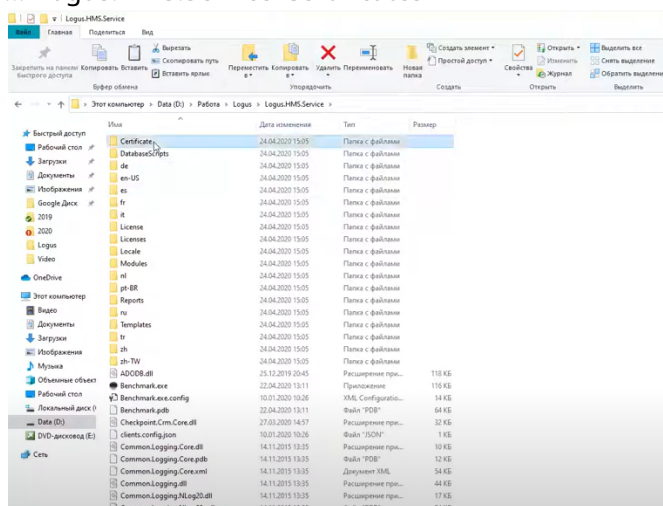 Logus.HMS.Service
Файл Главная Поделиться Вид
Закрепить на панели быстрого доступа
Копировать
Вставить
Вырезать
Скопировать путь
Вставить ярлык
Буфер обмена
Переместить в
Копировать в
Удалить
Переименовать
Упорядочить
Новая папка
Создать элемент
Простой доступ
Создать
Свойства
Открыть
Изменить
Журнал
Открыть
Выделить все
Снять выделение
Обратить выделение
Выделить
Этот компьютер > Data (D:) > Работа > Logus > Logus.HMS.Service >
Имя Дата изменения Тип Размер
Быстрый доступ
Рабочий стол
Загрузки
Документы
Изображения
Google Диск
2019
2020
Logus
Video
OneDrive
Этот компьютер
Видео
Документы
Загрузки
Изображения
Музыка
Объемные объект
Рабочий стол
Локальный диск (
Data (D:)
DVD-дисковод (E:)
Сеть
Certificate 24.04.2020 15:05 Папка с файлами
DatabaseScripts 24.04.2020 15:05 Папка с файлами
de 24.04.2020 15:05 Папка с файлами
en-US 24.04.2020 15:05 Папка с файлами
es 24.04.2020 15:05 Папка с файлами
fr 24.04.2020 15:05 Папка с файлами
it 24.04.2020 15:05 Папка с файлами
License 24.04.2020 15:05 Папка с файлами
Licenses 24.04.2020 15:05 Папка с файлами
Locale 24.04.2020 15:05 Папка с файлами
Modules 24.04.2020 15:05 Папка с файлами
nl 24.04.2020 15:05 Папка с файлами
pt-BR 24.04.2020 15:05 Папка с файлами
Reports 24.04.2020 15:05 Папка с файлами
ru 24.04.2020 15:05 Папка с файлами
Templates 24.04.2020 15:05 Папка с файлами
tr 24.04.2020 15:05 Папка с файлами
zh 24.04.2020 15:05 Папка с файлами
zh-TW 24.04.2020 15:05 Папка с файлами
ADODB.dll 25.12.2019 20:45 Расширение при... 118 КБ
Benchmark.exe 22.04.2020 13:11 Приложение 116 КБ
Benchmark.exe.config 10.01.2020 10:26 XML Configuratio... 14 КБ
Benchmark.pdb 22.04.2020 13:11 Файл "PDB" 64 КБ
Checkpoint.Crm.Core.dll 27.03.2020 14:57 Расширение при... 32 КБ
clients.config.json 10.01.2020 10:26 Файл "JSON" 1 КБ
Common.Logging.Core.dll 14.11.2015 13:35 Расширение при... 10 КБ
Common.Logging.Core.pdb 14.11.2015 13:35 Файл "PDB" 12 КБ
Common.Logging.Core.xml 14.11.2015 13:35 Документ XML 54 КБ
Common.Logging.dll 14.11.2015 13:35 Расширение при... 44 КБ
Common.Logging.NLog20.dll 14.11.2015 13:35 Расширение при... 17 КБ